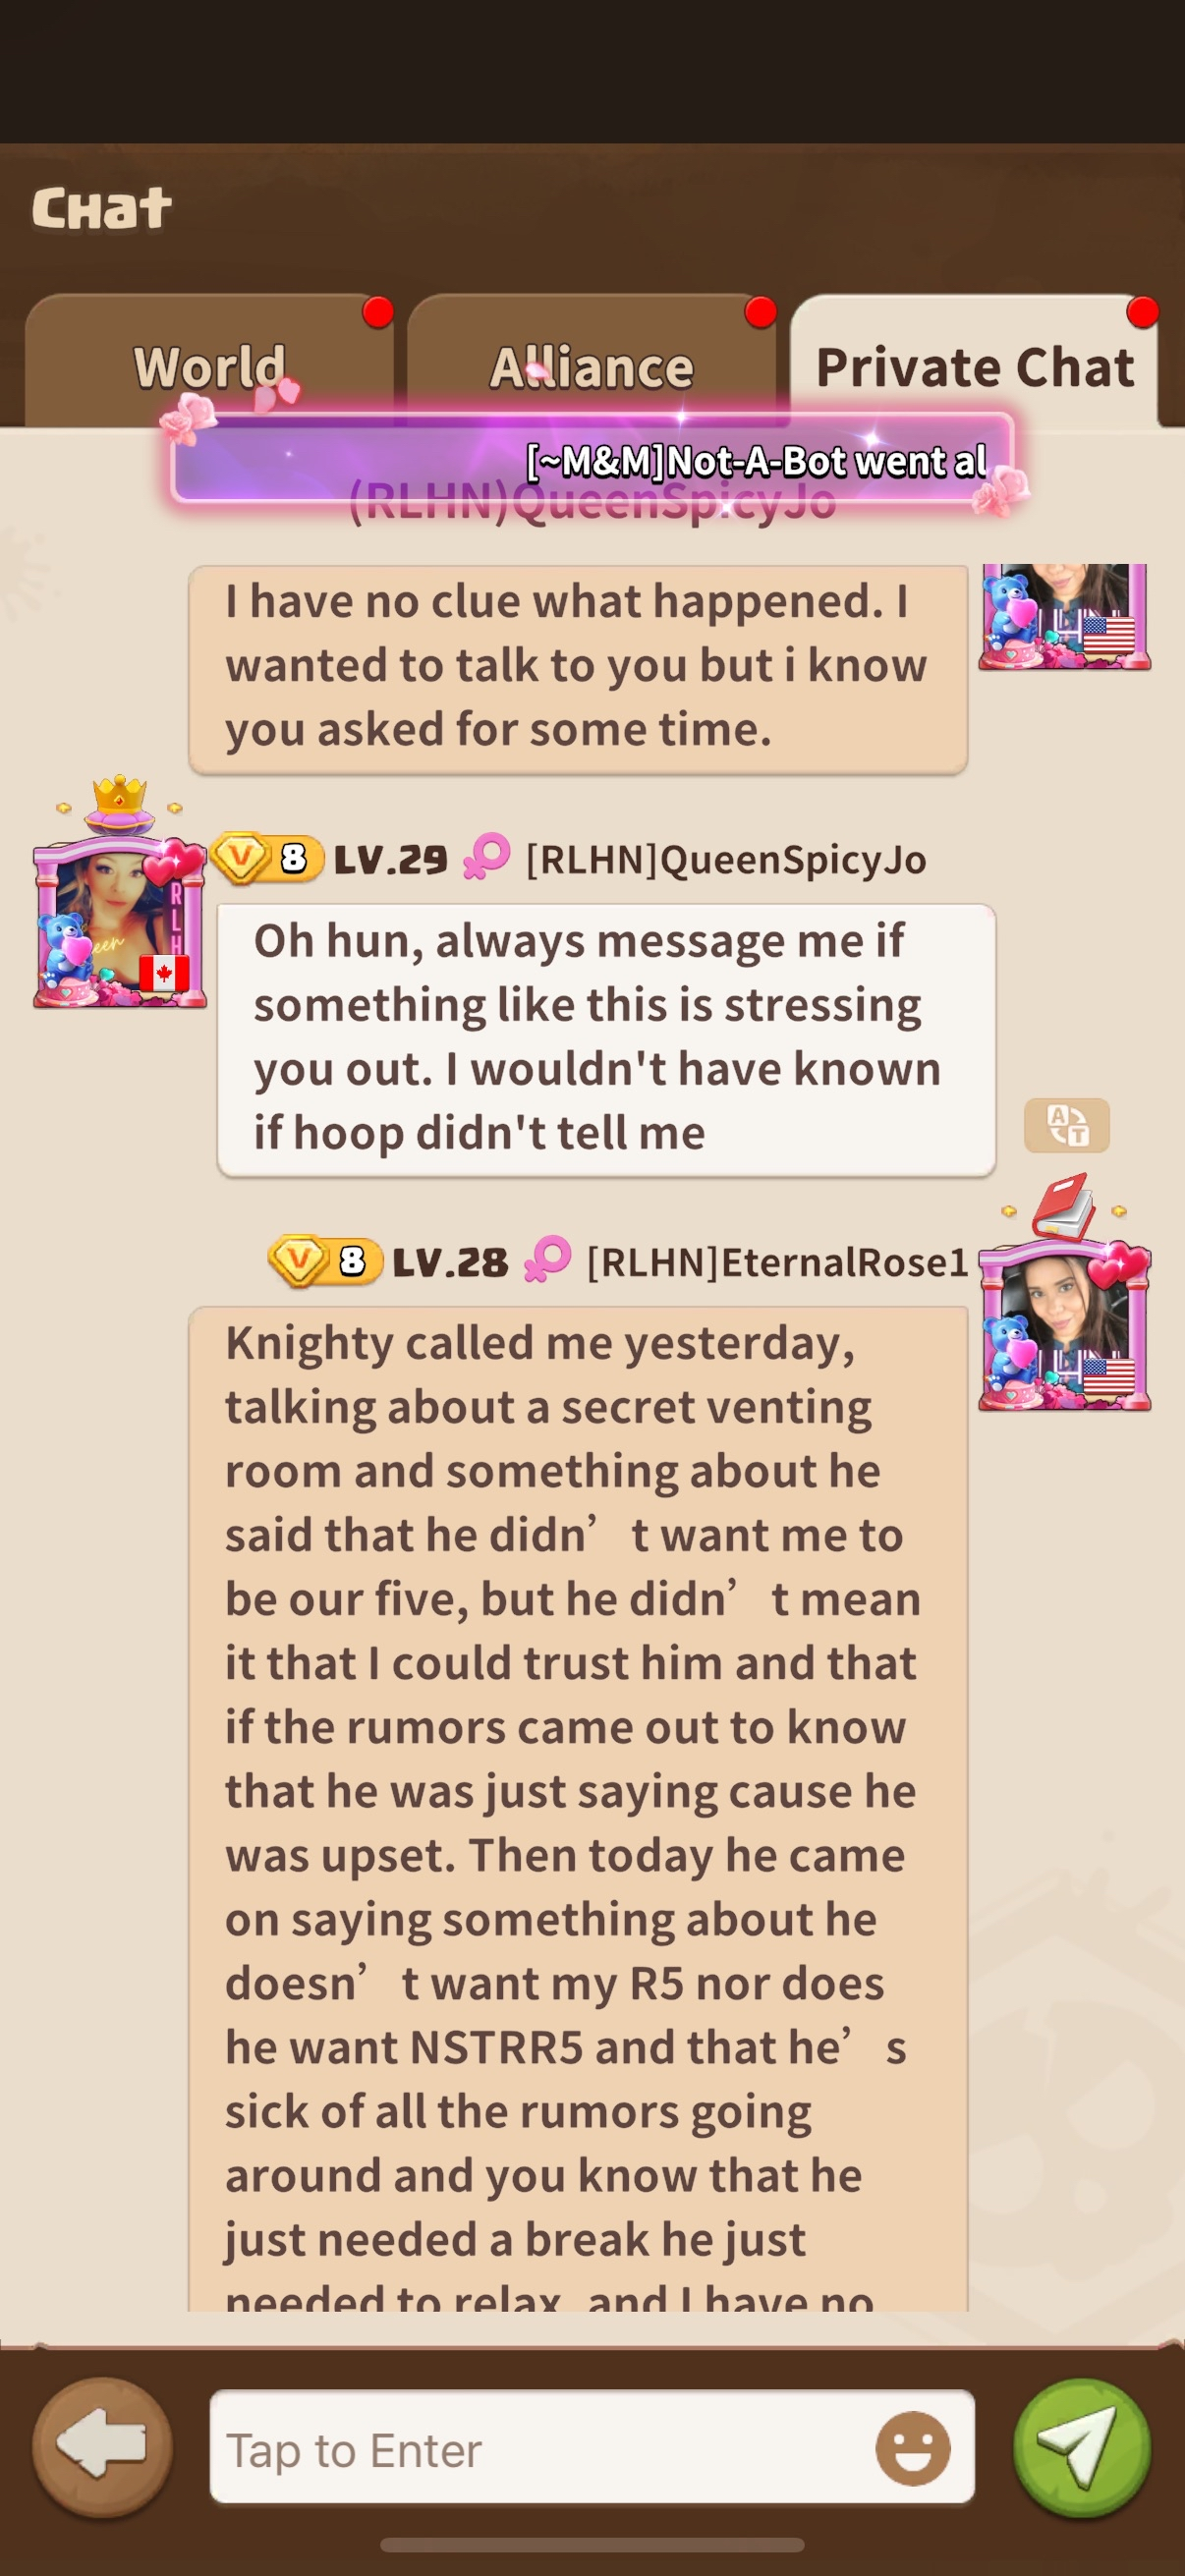 Chat
World
Alliance
Private Chat
[~M&M]Not-A-Bot went al
(RLHN)QueenSpicyJo
I have no clue what happened. I
wanted to talk to you but i know
you asked for some time.
V 8 LV.29 [RLHN]QueenSpicyJo
RLH
Oh hun, always message me if
something like this is stressing
you out. I wouldn't have known
if hoop didn't tell me
A T
V 8 LV.28 [RLHN]EternalRose1
Knighty called me yesterday,
talking about a secret venting
room and something about he
said that he didn’ t want me to
be our five, but he didn’ t mean
it that I could trust him and that
if the rumors came out to know
that he was just saying cause he
was upset. Then today he came
on saying something about he
doesn’ t want my R5 nor does
he want NSTRR5 and that he’ s
sick of all the rumors going
around and you know that he
just needed a break he just
needed to relax, and I have no
Tap to Enter